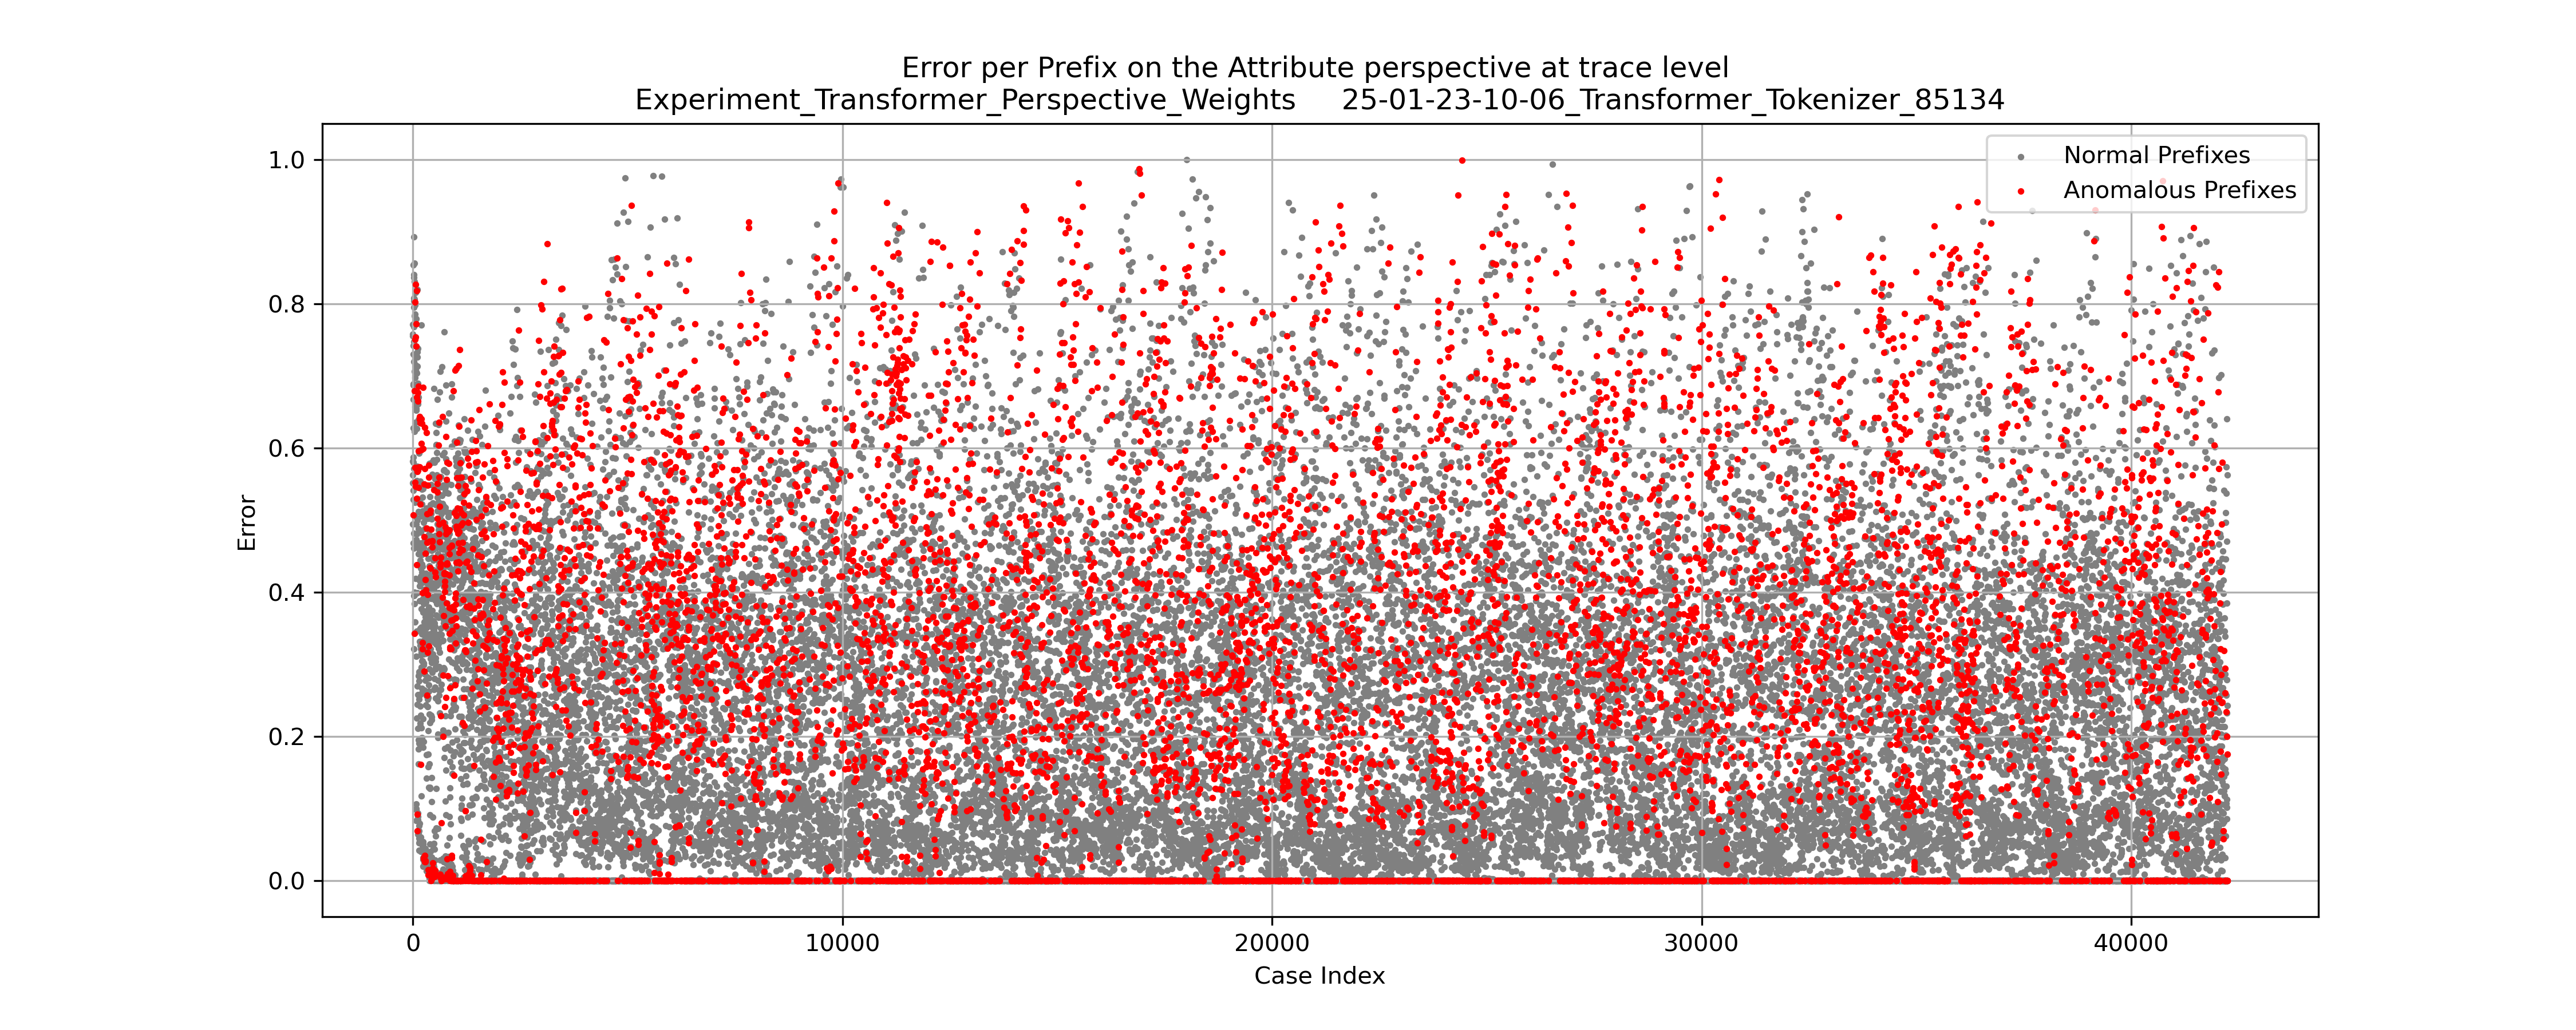 Error per Prefix on the Attribute perspective at trace level
Experiment_Transformer_Perspective_Weights 25-01-23-10-06_Transformer_Tokenizer_85134
Normal Prefixes
Anomalous Prefixes
1.0
0.8
0.6
0.4
0.2
0.0
Error
0 10000 20000 30000 40000
Case Index